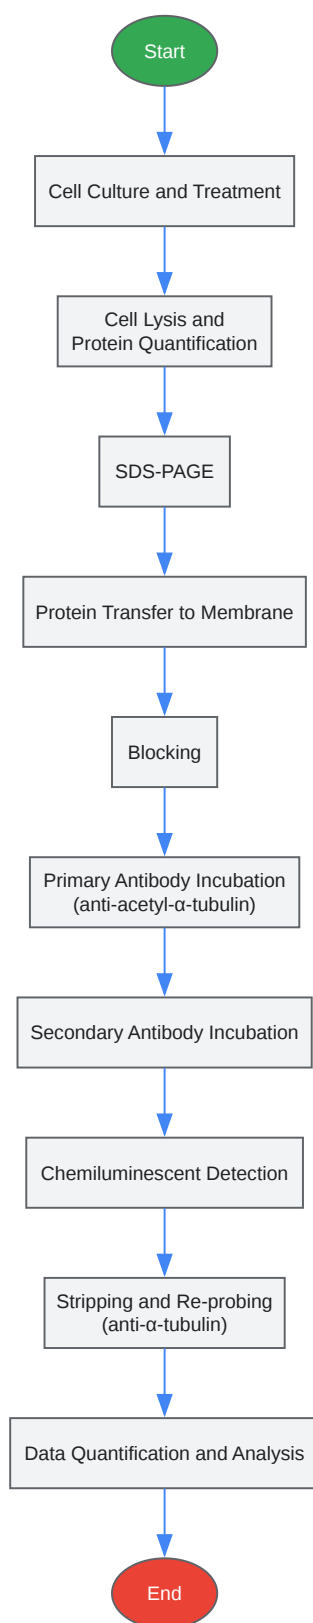 Start
Cell Culture and Treatment
Cell Lysis and
Protein Quantification
SDS-PAGE
Protein Transfer to Membrane
Blocking
Primary Antibody Incubation
(anti-acetyl-α-tubulin)
Secondary Antibody Incubation
Chemiluminescent Detection
Stripping and Re-probing
(anti-α-tubulin)
Data Quantification and Analysis
End